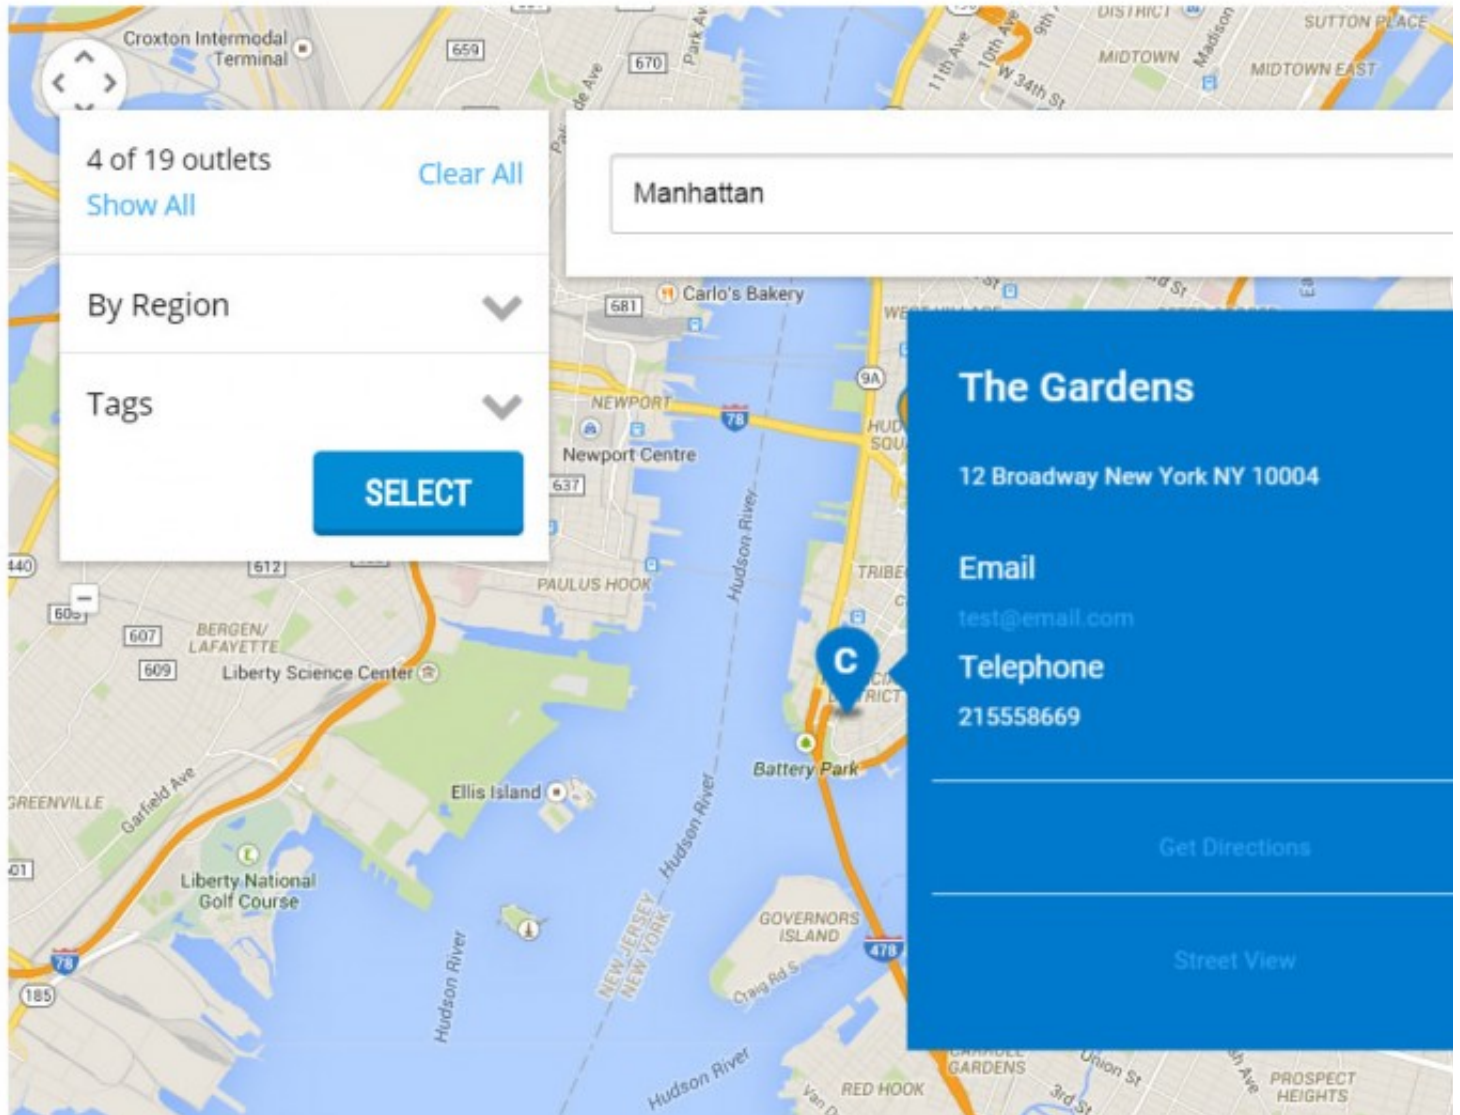 Croxton Intermodal
Terminal
659
670
Park Av
11th Ave
10th Ave
9th
W 34th St
DISTRICT
Madison
MIDTOWN
SUTTON PLACE
MIDTOWN EAST
4 of 19 outlets
Clear All
Show All
Manhattan
By Region
681
Carlo's Bakery
Tags
NEWPORT
78
9A
Newport Centre
637
SELECT
The Gardens
12 Broadway New York NY 10004
Email
test@email.com
Telephone
215558669
Get Directions
Street View
440
612
PAULUS HOOK
Hudson River
607
BERGEN/
LAFAYETTE
609
Liberty Science Center
C
Battery Park
Ellis Island
GREENVILLE
Garfield Ave
Hudson River
Liberty National
Golf Course
NEW JERSEY
NEW YORK
GOVERNORS
ISLAND
Craig Rd S
478
78
185
Hudson River
Hudson River
RED HOOK
GARDENS
Union St
3rd St
PROSPECT
HEIGHTS